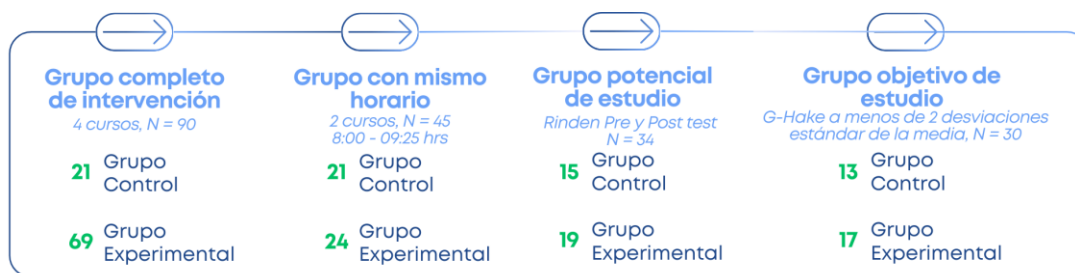 Grupo completo
de intervención
4 cursos, N = 90
21 Grupo
Control
69 Grupo
Experimental
Grupo con mismo
horario
2 cursos, N = 45
8:00 - 09:25 hrs
21 Grupo
Control
24 Grupo
Experimental
Grupo potencial
de estudio
Rinden Pre y Post test
N = 34
15 Grupo
Control
19 Grupo
Experimental
Grupo objetivo de
estudio
G-Hake a menos de 2 desviaciones
estándar de la media, N = 30
13 Grupo
Control
17 Grupo
Experimental